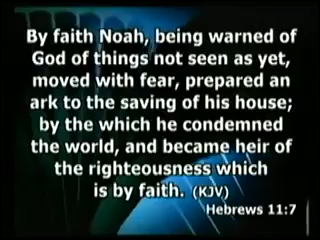 By faith Noah, being warned of
God of things not seen as yet,
moved with fear, prepared an
ark to the saving of his house;
by the which he condemned
the world, and became heir of
the righteousness which
is by faith. (KJV)
Hebrews 11:7